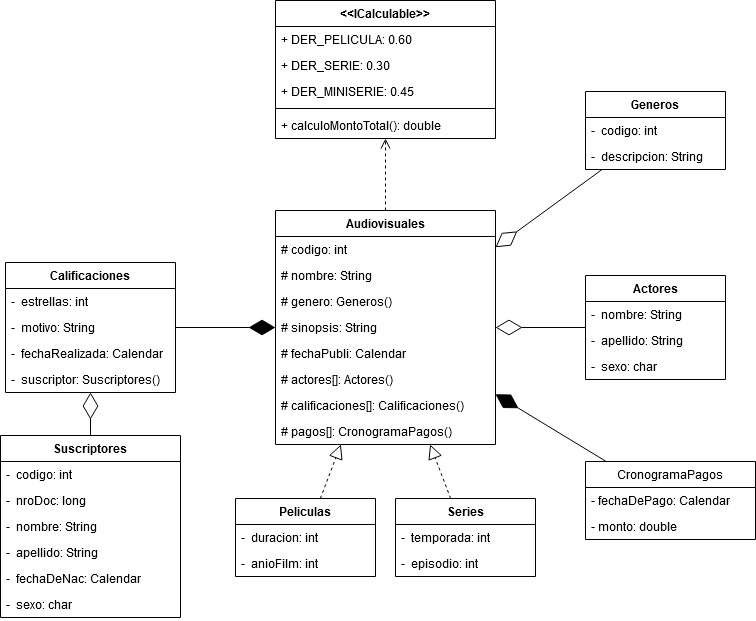 <<ICalculable>>
+ DER_PELICULA: 0.60
+ DER_SERIE: 0.30
+ DER_MINISERIE: 0.45
+ calculoMontoTotal(): double
Generos
- codigo: int
- descripcion: String
Audiovisuales
# codigo: int
# nombre: String
# genero: Generos()
# sinopsis: String
# fechaPubli: Calendar
# actores[]: Actores()
# calificaciones[]: Calificaciones()
# pagos[]: CronogramaPagos()
Calificaciones
- estrellas: int
- motivo: String
- fechaRealizada: Calendar
- suscriptor: Suscriptores()
Actores
- nombre: String
- apellido: String
- sexo: char
Suscriptores
- codigo: int
- nroDoc: long
- nombre: String
- apellido: String
- fechaDeNac: Calendar
- sexo: char
CronogramaPagos
- fechaDePago: Calendar
- monto: double
Peliculas
- duracion: int
- anioFilm: int
Series
- temporada: int
- episodio: int